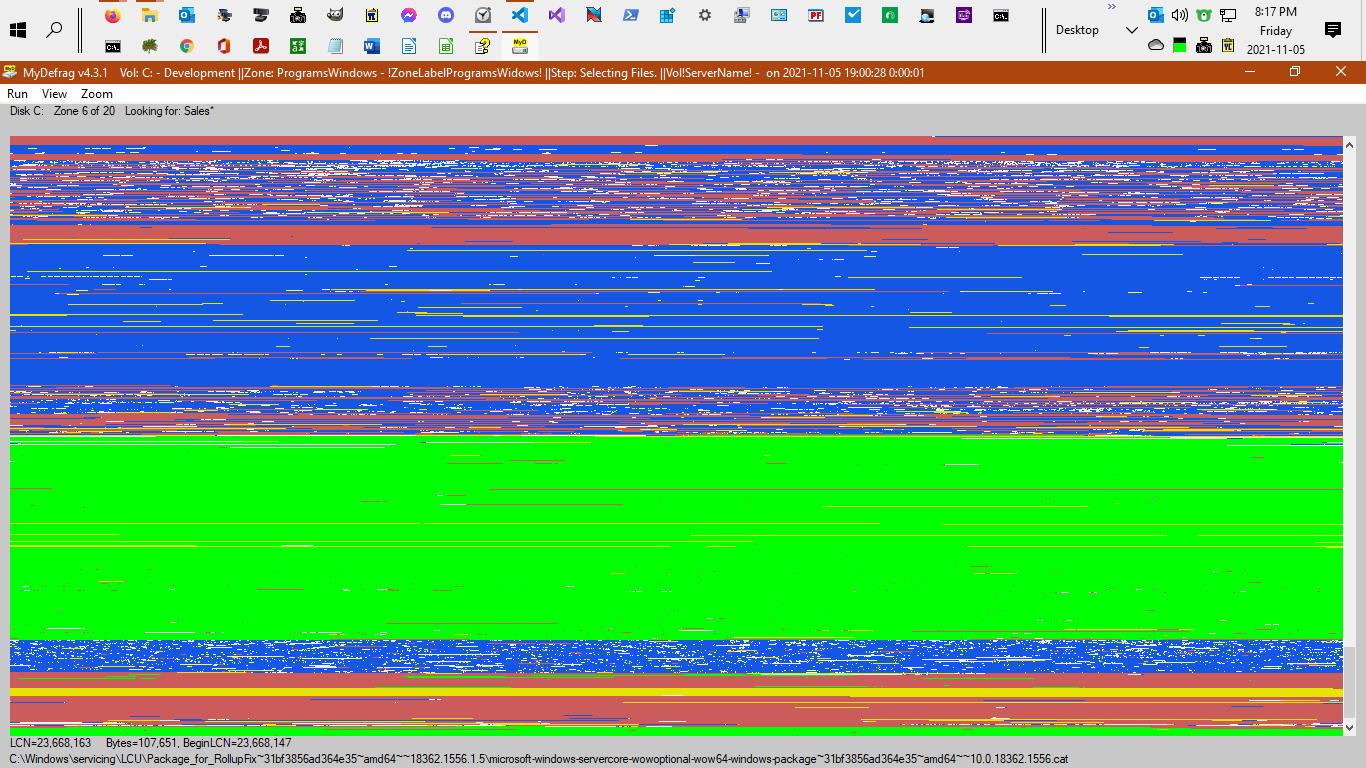 8:17 PM
Friday
2021-11-05
Desktop
MyDefrag v4.3.1 Vol: C: - Development ||Zone: ProgramsWindows - !ZoneLabelProgramsWidows! ||Step: Selecting Files. ||Vol!ServerName! - on 2021-11-05 19:00:28 0:00:01
Run View Zoom
Disk C: Zone 6 of 20 Looking for: Sales*
LCN=23,668,163 Bytes=107,651, BeginLCN=23,668,147
C:\Windows\servicing\LCU\Package_for_RollupFix~31bf3856ad364e35~amd64~~18362.1556.1.5\microsoft-windows-servercore-wowoptional-wow64-windows-package~31bf3856ad364e35~amd64~~10.0.18362.1556.cat